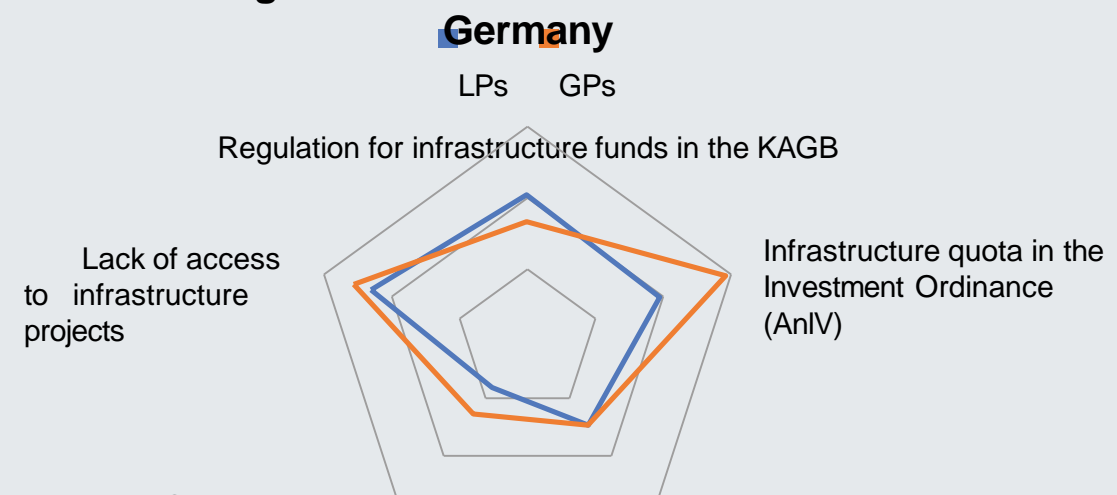 Germany
LPs GPs
Regulation for infrastructure funds in the KAGB
Lack of access
to infrastructure
projects
Infrastructure quota in the
Investment Ordinance
(AnlV)